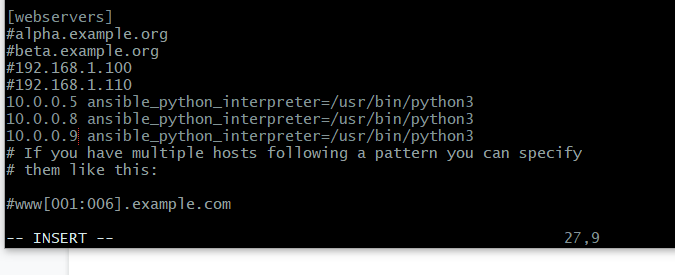 [webservers]
#alpha.example.org
#beta.example.org
#192.168.1.100
#192.168.1.110
10.0.0.5 ansible_python_interpreter=/usr/bin/python3
10.0.0.8 ansible_python_interpreter=/usr/bin/python3
10.0.0.9 ansible_python_interpreter=/usr/bin/python3
# If you have multiple hosts following a pattern you can specify
# them like this:
#www[001:006].example.com
-- INSERT -- 27,9